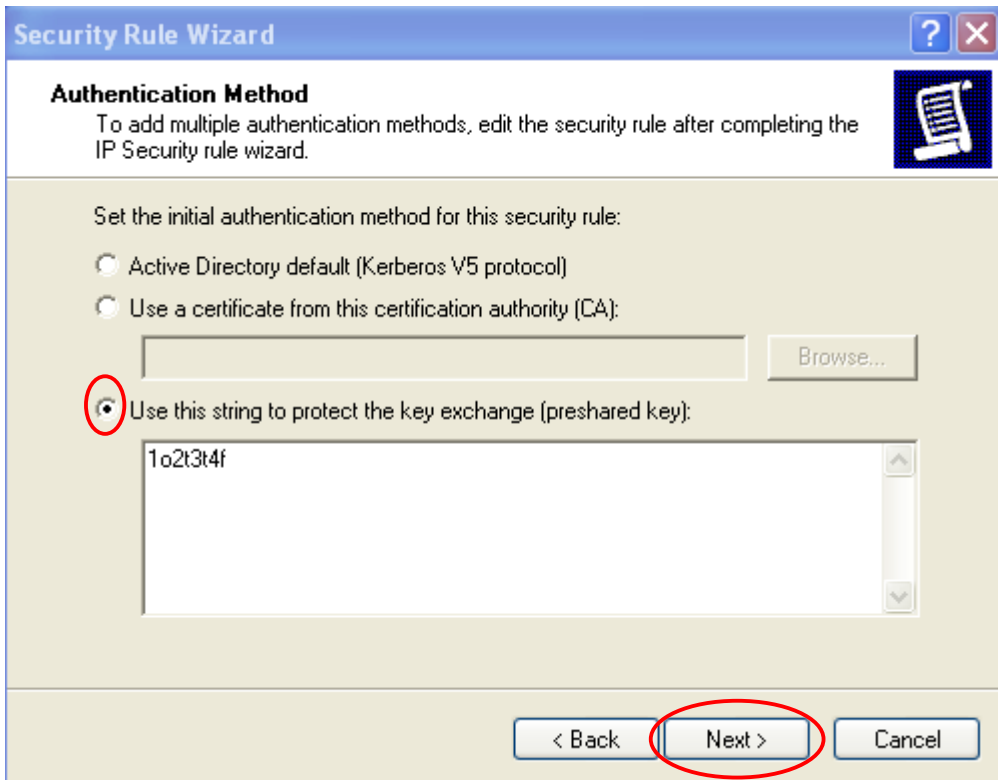 Security Rule Wizard
?
Authentication Method
To add multiple authentication methods, edit the security rule after completing the
IP Security rule wizard.
Set the initial authentication method for this security rule:
Active Directory default (Kerberos V5 protocol)
Use a certificate from this certification authority (CA):
Browse...
Use this string to protect the key exchange (preshared key):
1o2t3t4f
< Back Next > Cancel